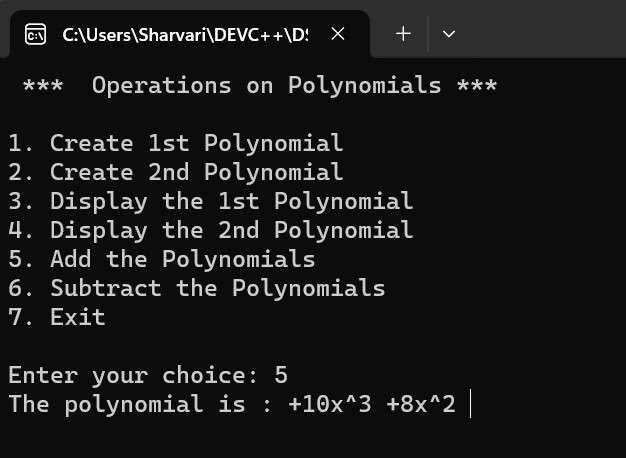 C:\Users\Sharvari\DEVC++\DS
*** Operations on Polynomials ***
1. Create 1st Polynomial
2. Create 2nd Polynomial
3. Display the 1st Polynomial
4. Display the 2nd Polynomial
5. Add the Polynomials
6. Subtract the Polynomials
7. Exit
Enter your choice: 5
The polynomial is : +10x^3 +8x^2